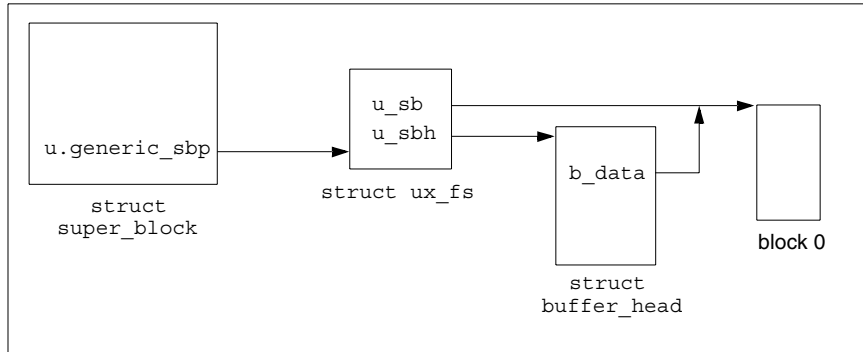 u.generic_sbp
struct
super_block
u_sb
u_sbh
struct ux_fs
b_data
struct
buffer_head
block 0